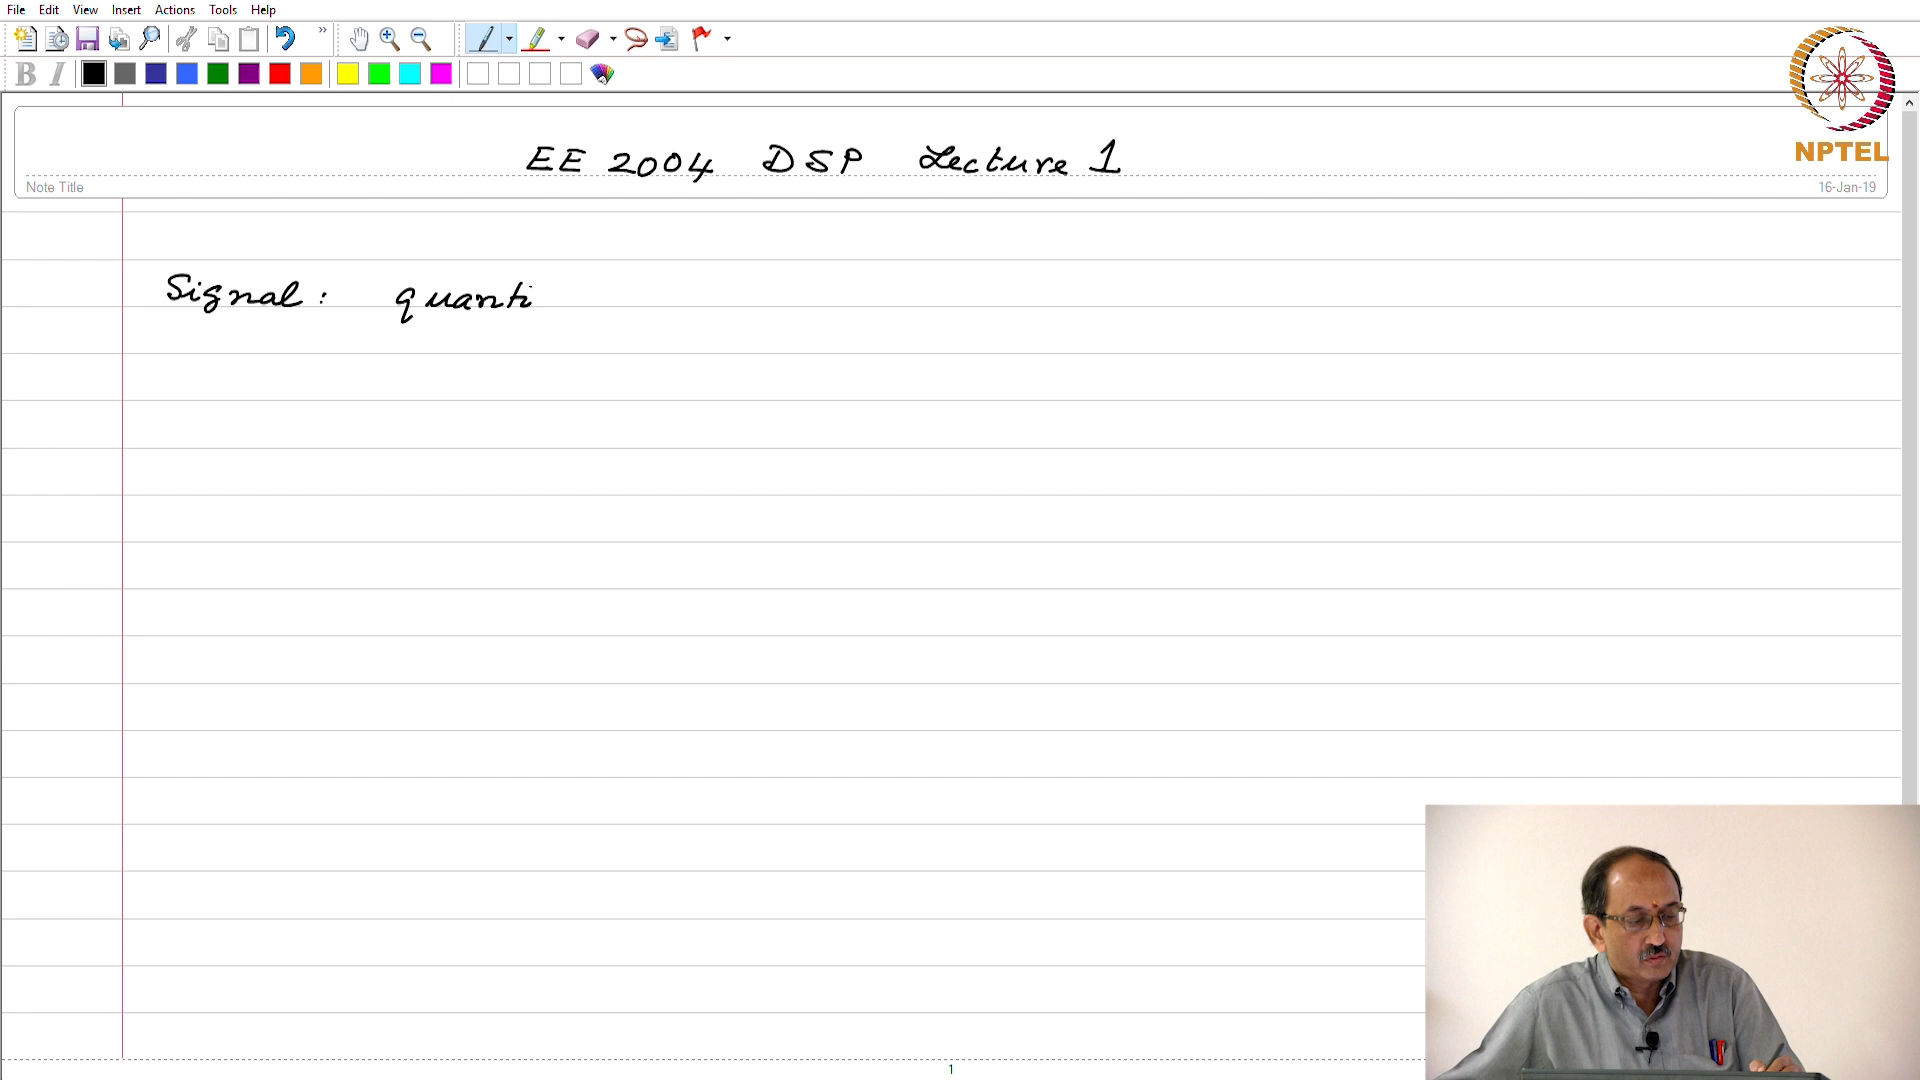 File Edit View Insert Actions Tools Help
»
B I
NPTEL
EE 2004 DSP Lecture 1
Note Title
16-Jan-19
Signal: quanti
1